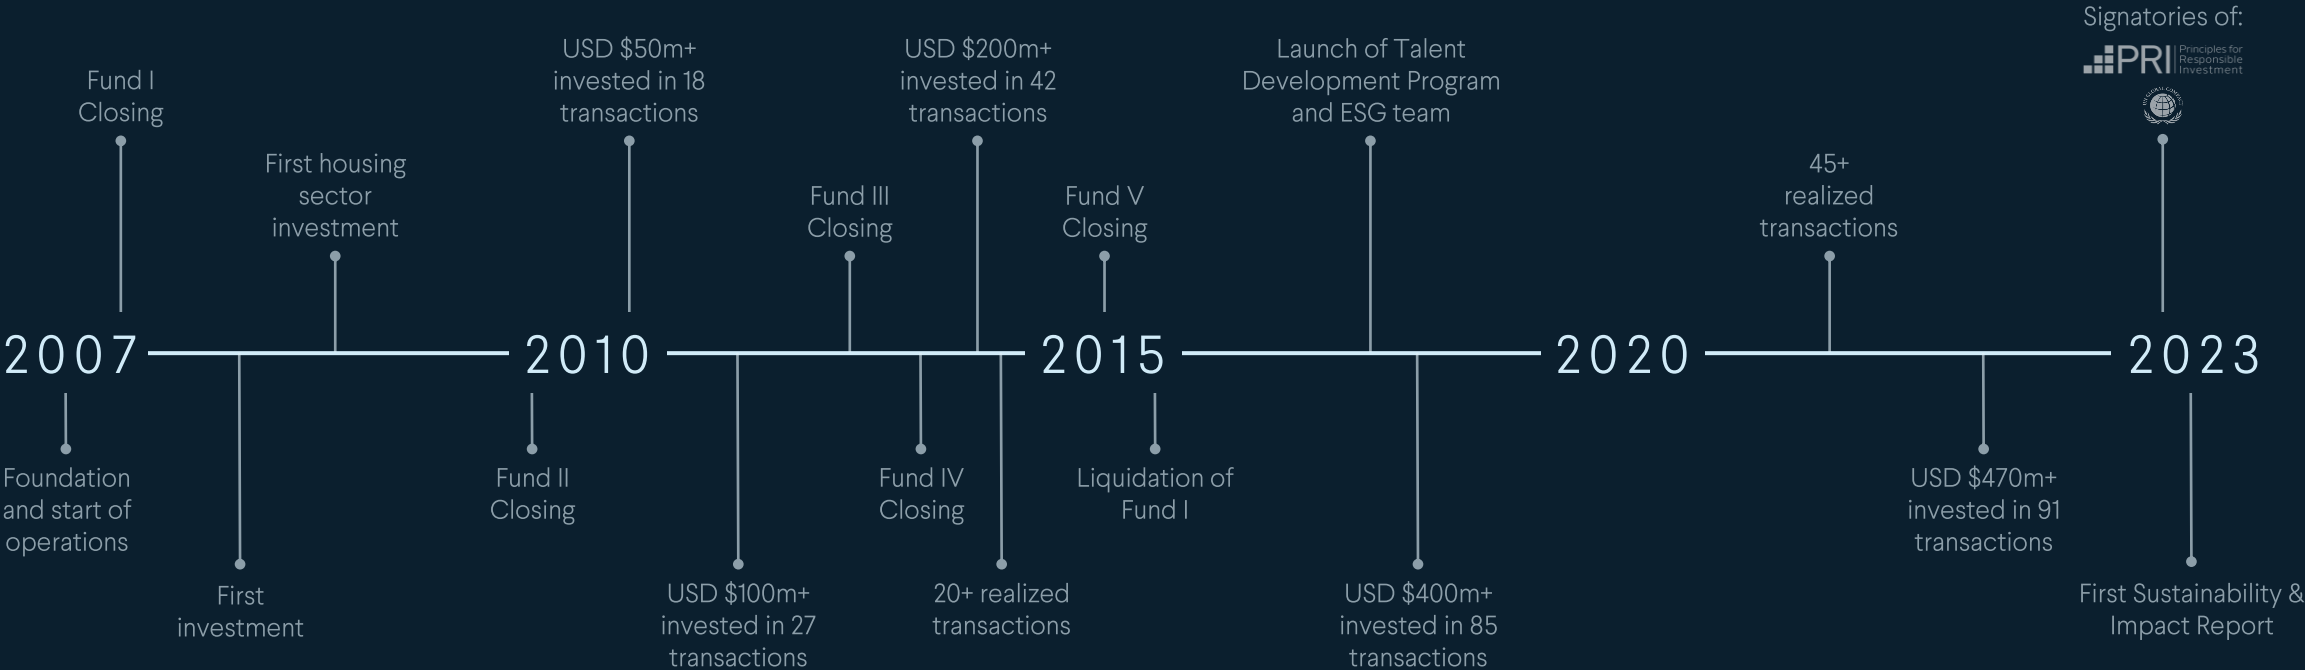 Signatories of:
PRI
Principles for
Responsible
Investment
Fund I
Closing
First housing
sector
investment
USD $50m+
invested in 18
transactions
Fund III
Closing
USD $200m+
invested in 42
transactions
Fund V
Closing
Launch of Talent
Development Program
and ESG team
45+
realized
transactions
2007
2010
2015
2020
2023
Foundation
and start of
operations
First
investment
Fund II
Closing
USD $100m+
invested in 27
transactions
Fund IV
Closing
20+ realized
transactions
Liquidation of
Fund I
USD $400m+
invested in 85
transactions
USD $470m+
invested in 91
transactions
First Sustainability &
Impact Report